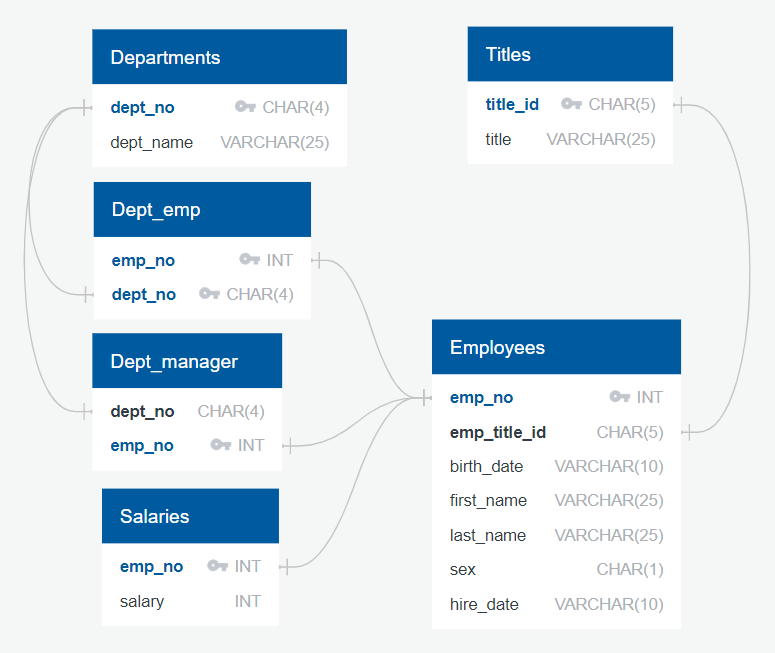 Departments
dept_no CHAR(4)
dept_name VARCHAR(25)
Titles
title_id CHAR(5)
title VARCHAR(25)
Dept_emp
emp_no INT
dept_no CHAR(4)
Dept_manager
dept_no CHAR(4)
emp_no INT
Salaries
emp_no INT
salary INT
Employees
emp_no INT
emp_title_id CHAR(5)
birth_date VARCHAR(10)
first_name VARCHAR(25)
last_name VARCHAR(25)
sex CHAR(1)
hire_date VARCHAR(10)